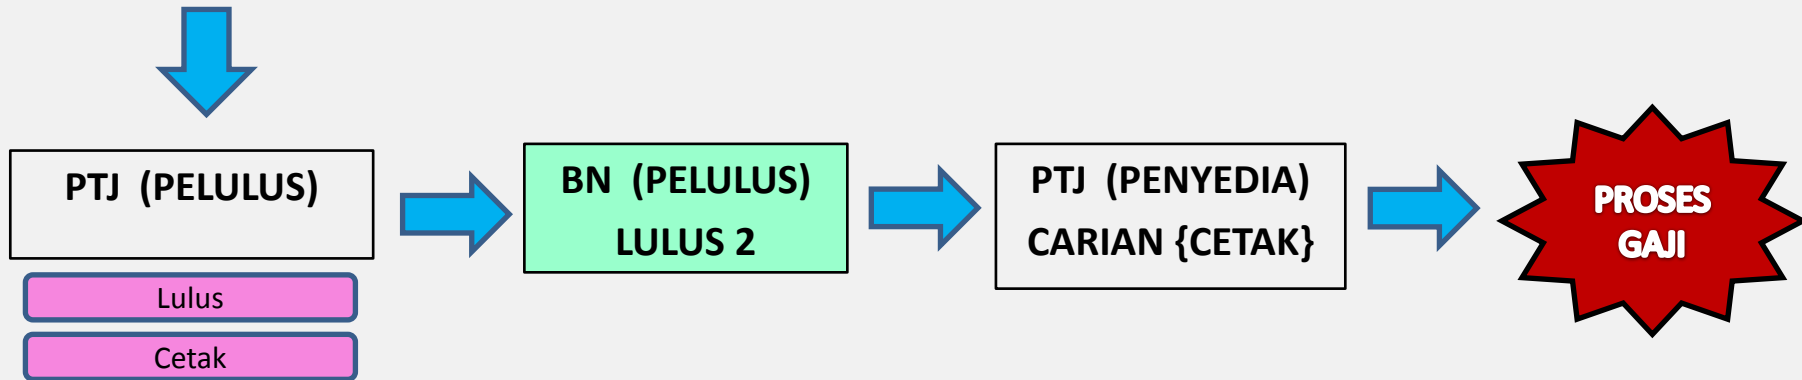 PTJ (PELULUS)
Lulus
Cetak
BN (PELULUS)
LULUS 2
PTJ (PENYEDIA)
CARIAN {CETAK}
PROSES
GAJI